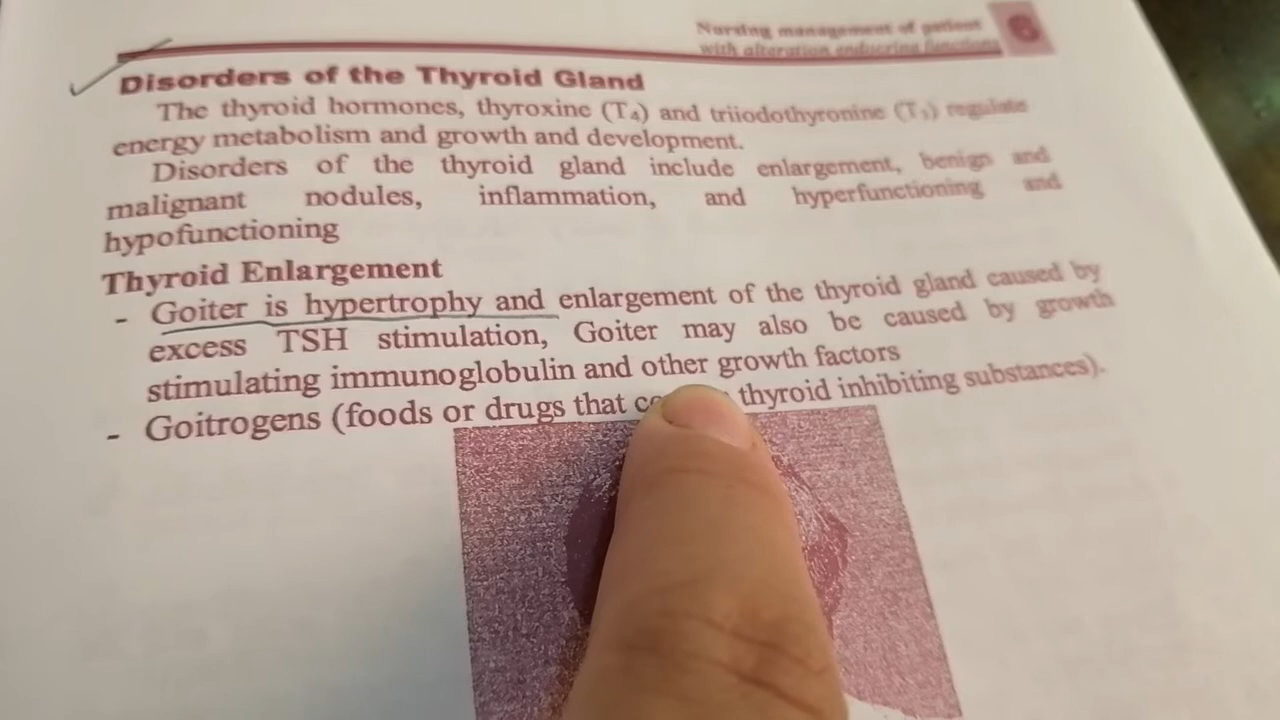 Nursing management of patient
with alteration endocrine functions
6
Disorders of the Thyroid Gland
The thyroid hormones, thyroxine (T4) and triiodothyronine (T3) regulate
energy metabolism and growth and development.
Disorders of the thyroid gland include enlargement, benign and
malignant nodules, inflammation, and hyperfunctioning and
hypofunctioning
Thyroid Enlargement
- Goiter is hypertrophy and enlargement of the thyroid gland caused by
excess TSH stimulation, Goiter may also be caused by growth
stimulating immunoglobulin and other growth factors
- Goitrogens (foods or drugs that thyroid inhibiting substances).